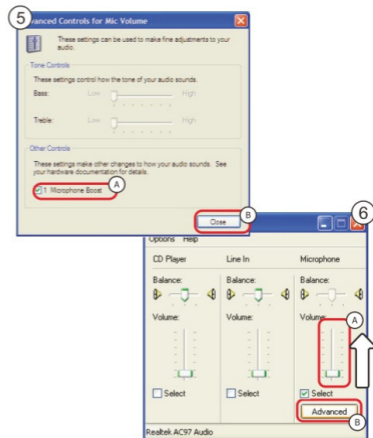 5
Advanced Controls for Mic Volume
These settings can be used to make fine adjustments to your
audio.
Tone Controls
These settings control how the tone of your audio sounds.
Bass: Low High
Treble: Low High
Other Controls
These settings make other changes to how your audio sounds. See
your hardware documentation for details.
1 Microphone Boost A
Close B
6
Options Help
CD Player Line In Microphone
Balance: Balance: Balance:
Volume: Volume: Volume: A
Select Select Select
Advanced B
Realtek AC97 Audio